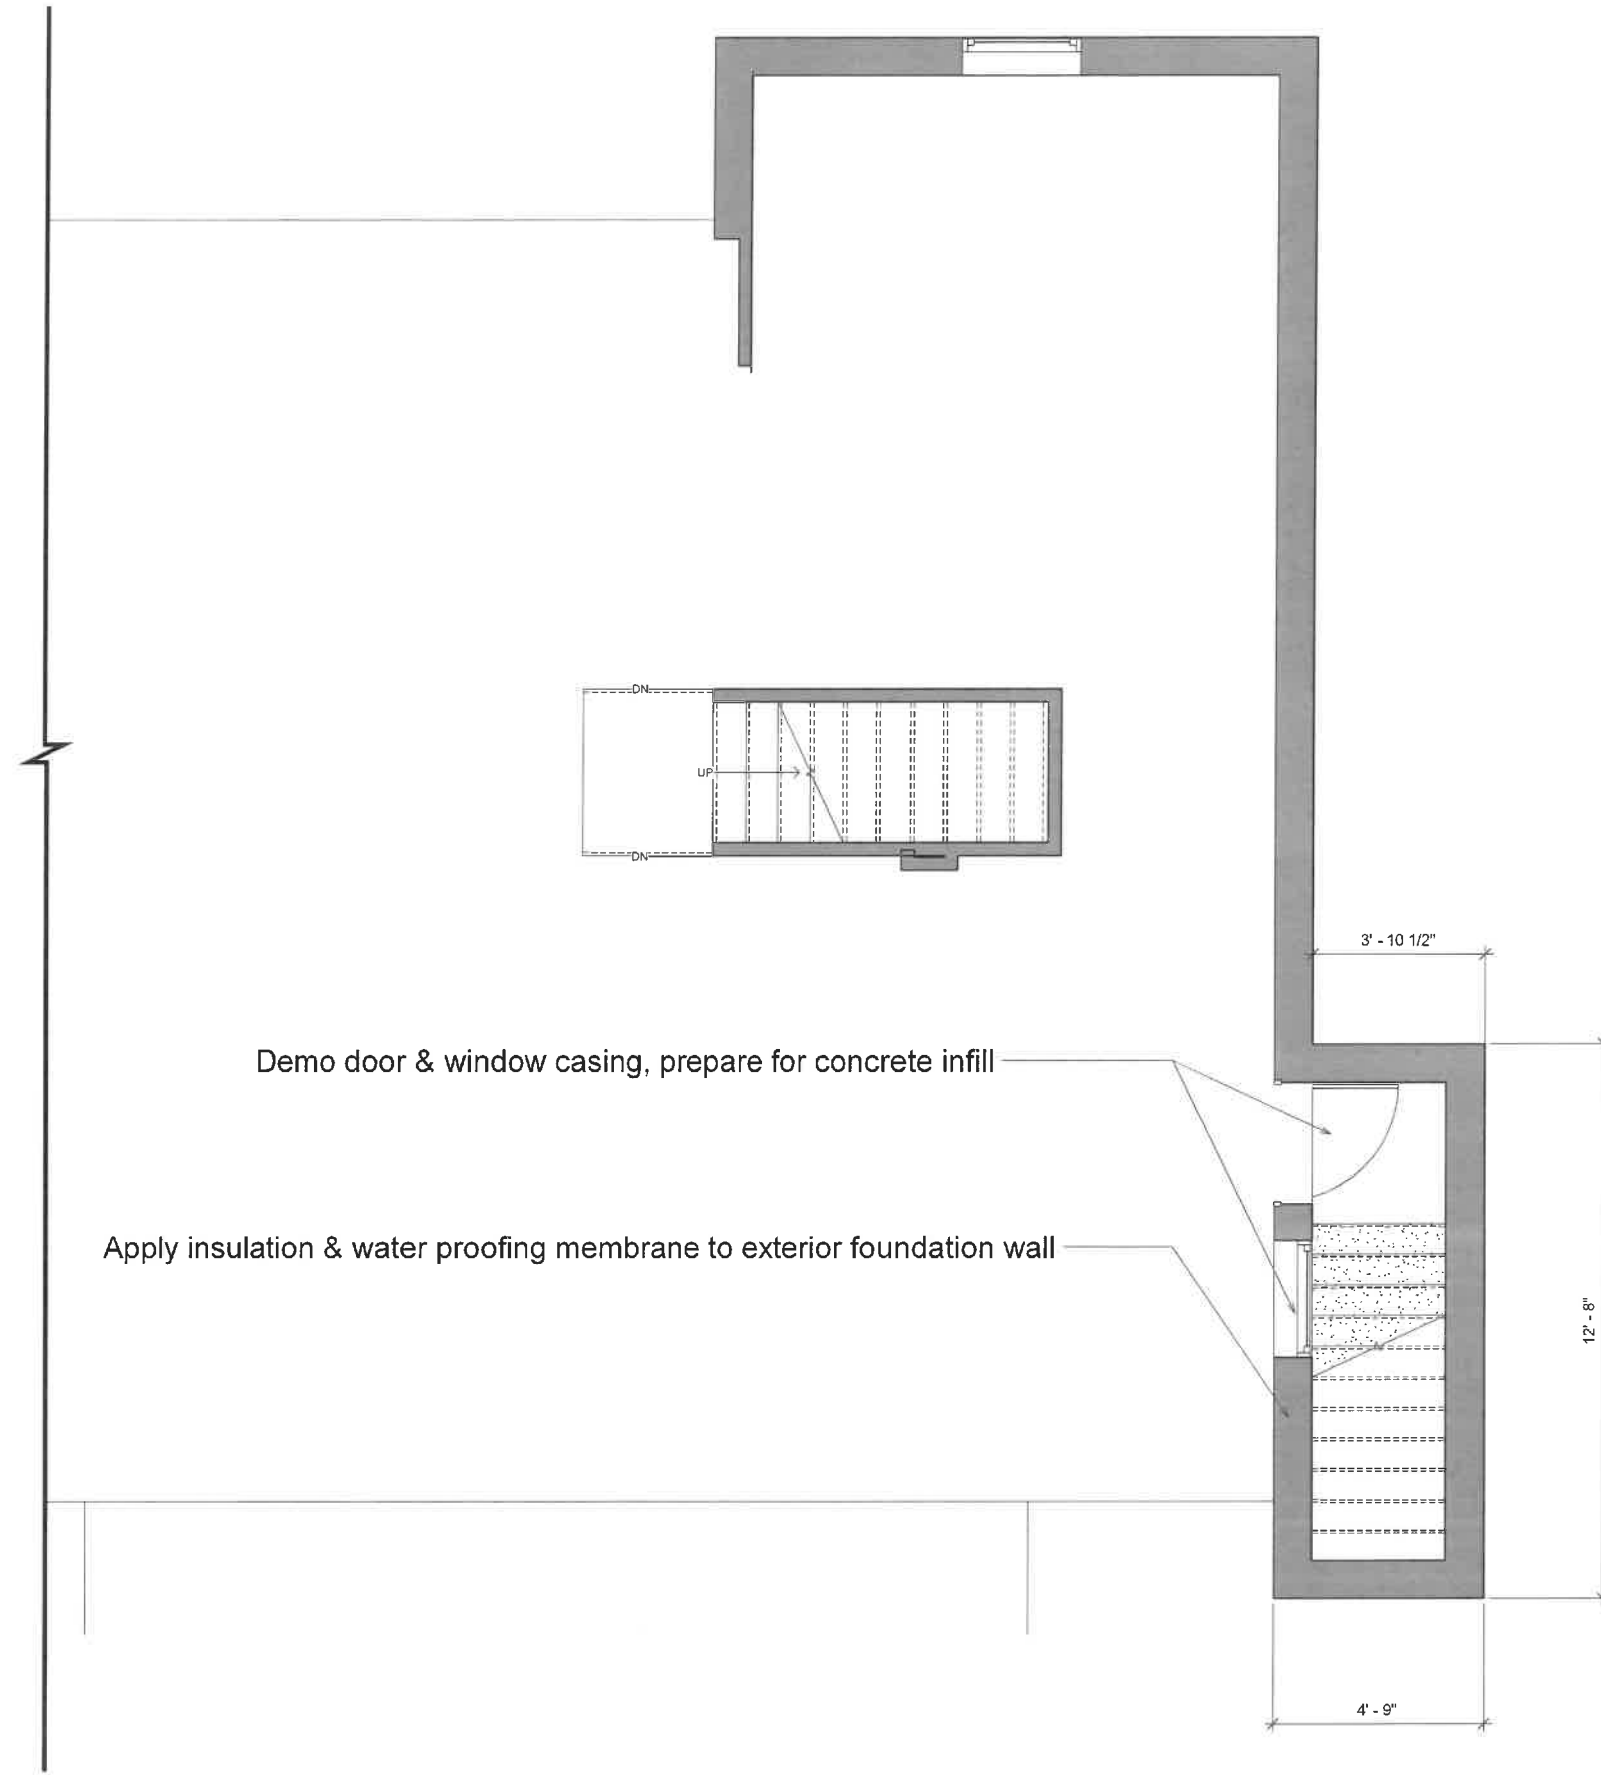 DN
UP
DN
3' - 10 1/2"
Demo door & window casing, prepare for concrete infill
Apply insulation & water proofing membrane to exterior foundation wall
12' - 8"
4' - 9"